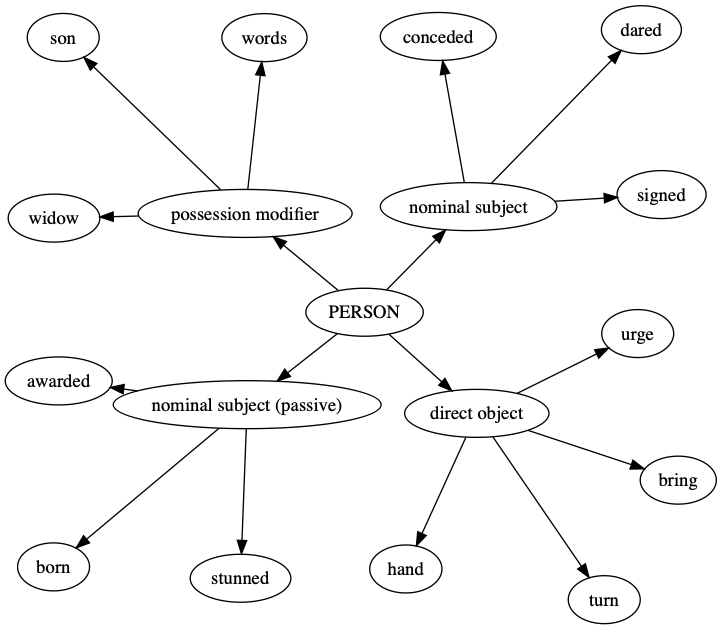 son
words
conceded
dared
widow
possession modifier
nominal subject
signed
PERSON
urge
awarded
nominal subject (passive)
direct object
bring
born
stunned
hand
turn